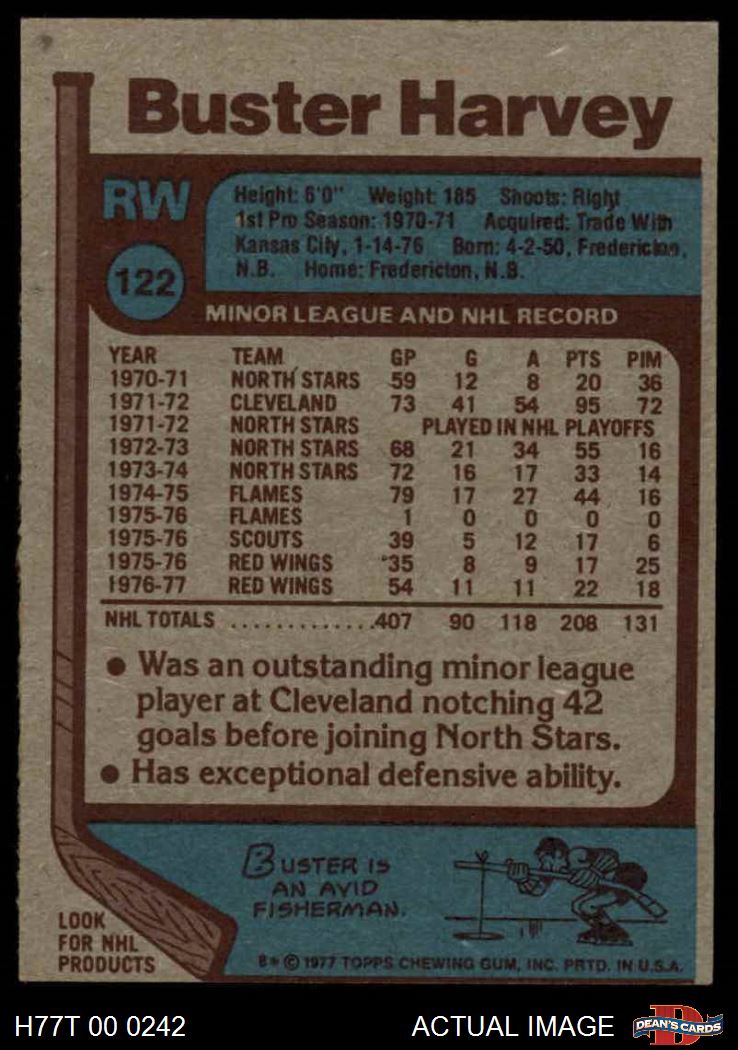 Buster Harvey
RW
122
Height: 6'0" Weight: 185 Shoots: Right
1st Pro Season: 1970-71 Acquired: Trade With
Kansas City, 1-14-76 Born: 4-2-50, Fredericton,
N.B. Home: Fredericton, N.B.
MINOR LEAGUE AND NHL RECORD
YEAR TEAM GP G A PTS PIM
1970-71 NORTH STARS 59 12 8 20 36
1971-72 CLEVELAND 73 41 54 95 72
1971-72 NORTH STARS PLAYED IN NHL PLAYOFFS
1972-73 NORTH STARS 68 21 34 55 16
1973-74 NORTH STARS 72 16 17 33 14
1974-75 FLAMES 79 17 27 44 16
1975-76 FLAMES 1 0 0 0 0
1975-76 SCOUTS 39 5 12 17 6
1975-76 RED WINGS 35 8 9 17 25
1976-77 RED WINGS 54 11 11 22 18
NHL TOTALS .............407 90 118 208 131
● Was an outstanding minor league
player at Cleveland notching 42
goals before joining North Stars.
● Has exceptional defensive ability.
BUSTER IS
AN AVID
FISHERMAN.
LOOK
FOR NHL
PRODUCTS
B* © 1977 TOPPS CHEWING GUM, INC. PRTD. IN U.S.A.
H77T 00 0242 ACTUAL IMAGE
DEAN'S CARDS